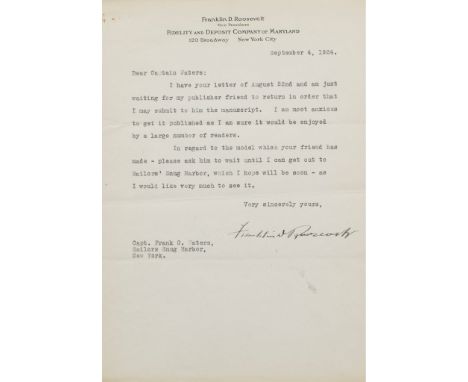 Franklin D. Roosevelt
Vice President
Fidelity and Deposit Company of Maryland
120 Broadway New York City
September 4, 1924.
Dear Captain Waters:
I have your letter of August 22nd and am just
waiting for my publisher friend to return in order that
I may submit to him the manuscript. I am most anxious
to get it published as I am sure it would be enjoyed
by a large number of readers.
In regard to the model which your friend has
made - please ask him to wait until I can get out to
Sailors' Snug Harbor, which I hope will be soon - as
I would like very much to see it.
Very sincerely yours,
Franklin D Roosevelt
Capt. Frank O. Waters,
Sailors Snug Harbor,
New York.